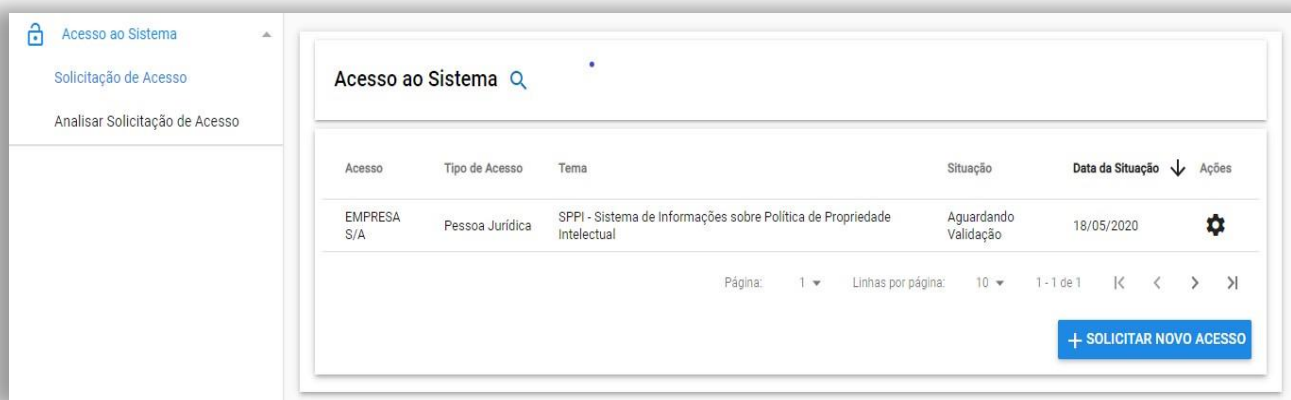 Acesso ao Sistema
Solicitação de Acesso
Analisar Solicitação de Acesso
Acesso ao Sistema
Acesso Tipo de Acesso Tema Situação Data da Situação Ações
EMPRESA S/A Pessoa Jurídica SPPI - Sistema de Informações sobre Política de Propriedade Intelectual Aguardando Validação 18/05/2020
Página: 1 Linhas por página: 10 1 - 1 de 1
+ SOLICITAR NOVO ACESSO